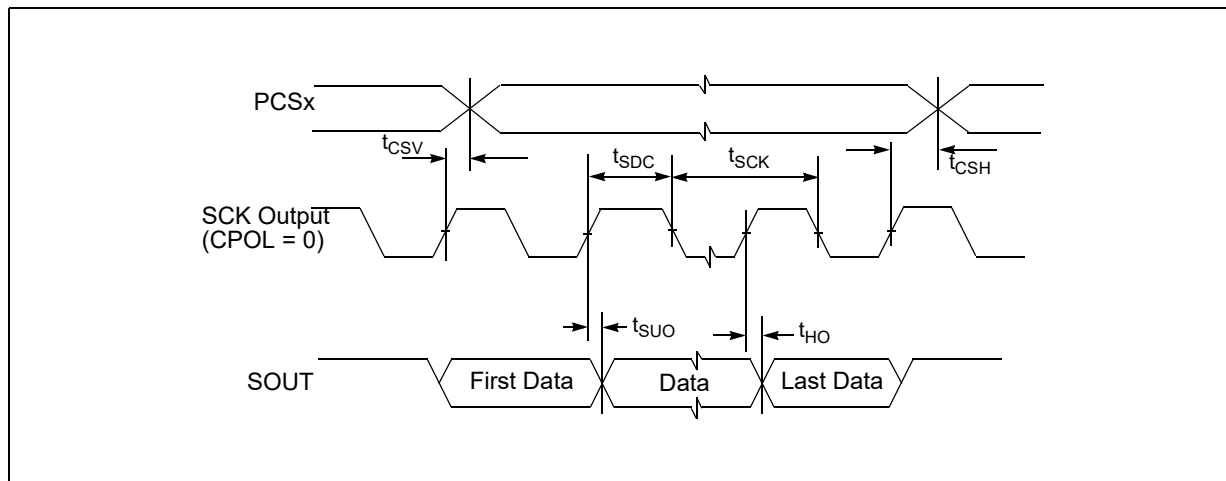 PCSx
tCSV
tSDC
tSCK
tCSH
SCK Output
(CPOL = 0)
tSUO
tHO
SOUT
First Data
Data
Last Data